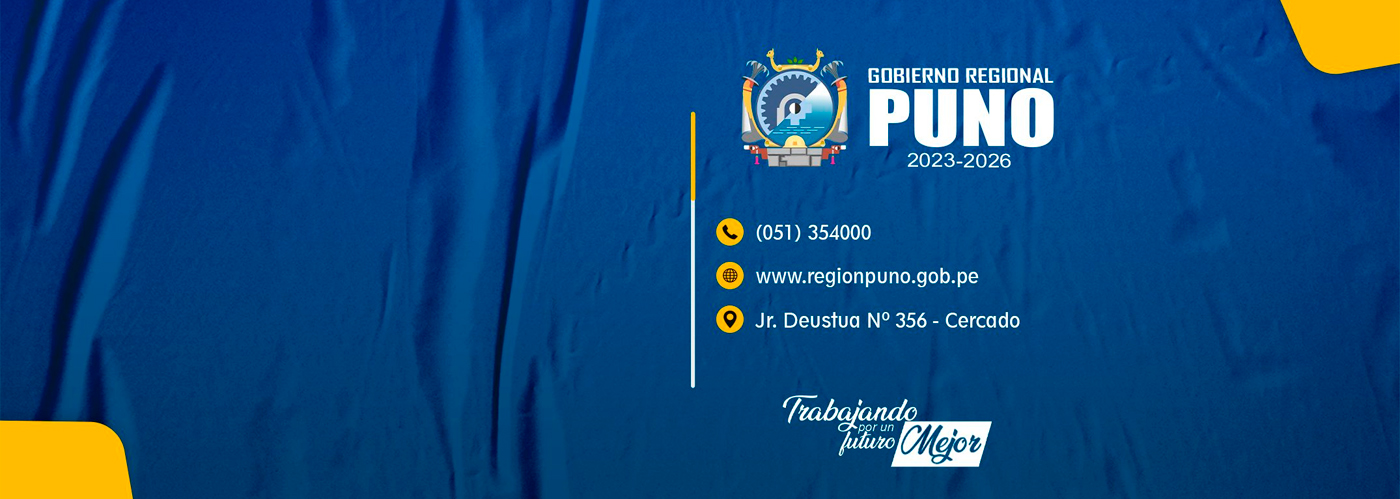 GOBIERNO REGIONAL
PUNO
2023-2026
(051) 354000
www.regionpuno.gob.pe
Jr. Deustua Nº 356 - Cercado
Trabajando
por un
futuro Mejor